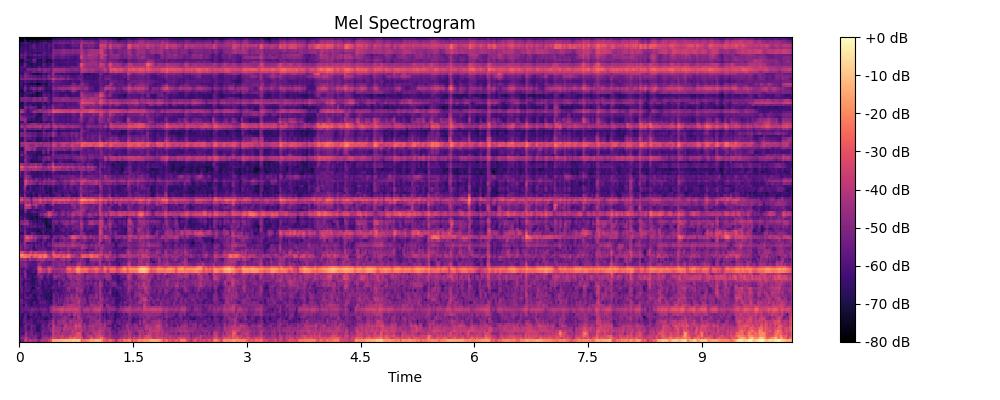 Mel Spectrogram
+0 dB
-10 dB
-20 dB
-30 dB
-40 dB
-50 dB
-60 dB
-70 dB
-80 dB
0 1.5 3 4.5 6 7.5 9
Time